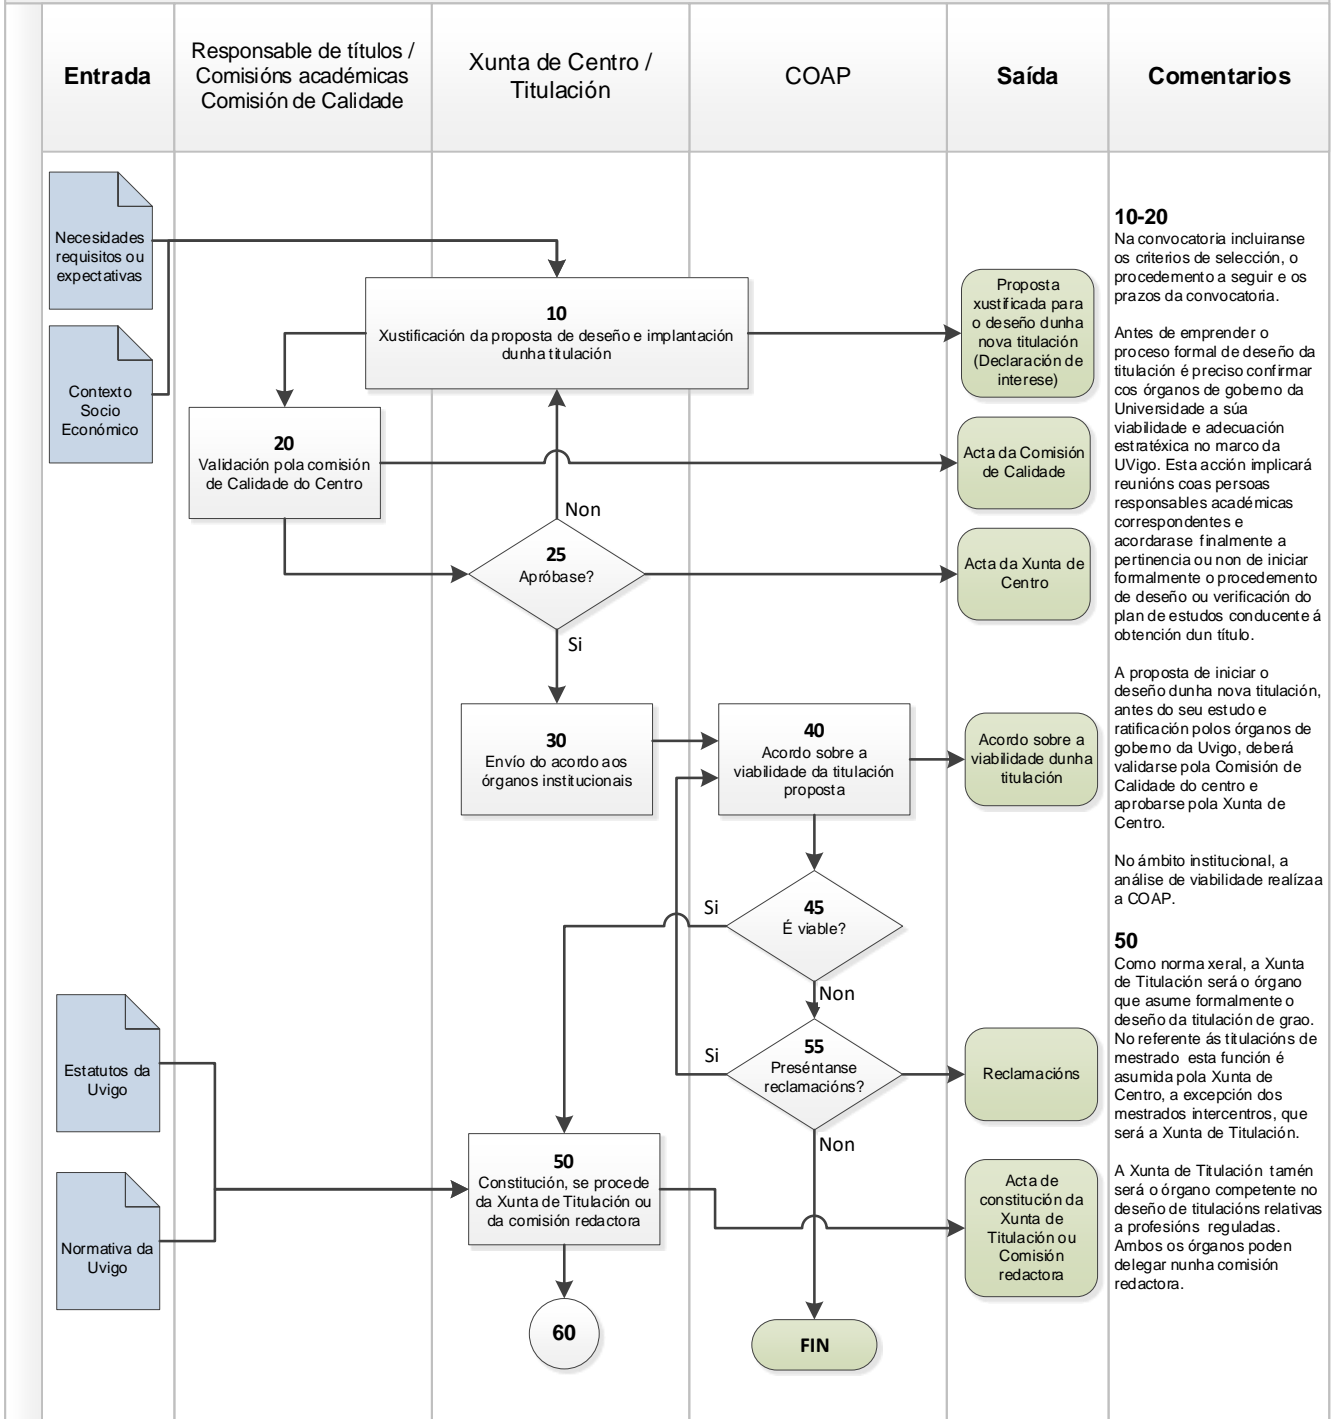 Entrada
Responsable de títulos /
Comisións académicas
Comisión de Calidade
Xunta de Centro /
Titulación
COAP
Saída
Comentarios
Necesidades
requisitos ou
expectativas
Contexto
Socio
Económico
10
Xustificación da proposta de deseño e implantación
dunha titulación
Proposta
xustificada para
o deseño dunha
nova titulación
(Declaración de
interese)
20
Validación pola comisión
de Calidade do Centro
Acta da Comisión
de Calidade
Non
25
Apróbase?
Acta da Xunta de
Centro
Si
30
Envío do acordo aos
órganos institucionais
40
Acordo sobre a
viabilidade da titulación
proposta
Acordo sobre a
viabilidade dunha
titulación
Si
45
É viable?
Non
Si
55
Preséntanse
reclamacións?
Reclamacións
Non
Estatutos da
Uvigo
Normativa da
Uvigo
50
Constitución, se procede
da Xunta de Titulación ou
da comisión redactora
Acta de
constitución da
Xunta de
Titulación ou
Comisión
redactora
60
FIN
10-20
Na convocatoria incluiranse
os criterios de selección, o
procedemento a seguir e os
prazos da convocatoria.
Antes de emprender o
proceso formal de deseño da
titulación é preciso confirmar
cos órganos de goberno da
Universidade a súa
viabilidade e adecuación
estratéxica no marco da
UVigo. Esta acción implicará
reunións coas persoas
responsables académicas
correspondentes e
acordarase finalmente a
pertinencia ou non de iniciar
formalmente o procedemento
de deseño ou verificación do
plan de estudos conducente á
obtención dun título.
A proposta de iniciar o
deseño dunha nova titulación,
antes do seu estudo e
ratificación polos órganos de
goberno da Uvigo, deberá
validarse pola Comisión de
Calidade do centro e
aprobarse pola Xunta de
Centro.
No ámbito institucional, a
análise de viabilidade realízaa
a COAP.
50
Como norma xeral, a Xunta
de Titulación será o órgano
que asume formalmente o
deseño da titulación de grao.
No referente ás titulacións de
mestrado esta función é
asumida pola Xunta de
Centro, a excepción dos
mestrados intercentros, que
será a Xunta de Titulación.
A Xunta de Titulación tamén
será o órgano competente no
deseño de titulacións relativas
a profesións reguladas.
Ambos os órganos poden
delegar nunha comisión
redactora.